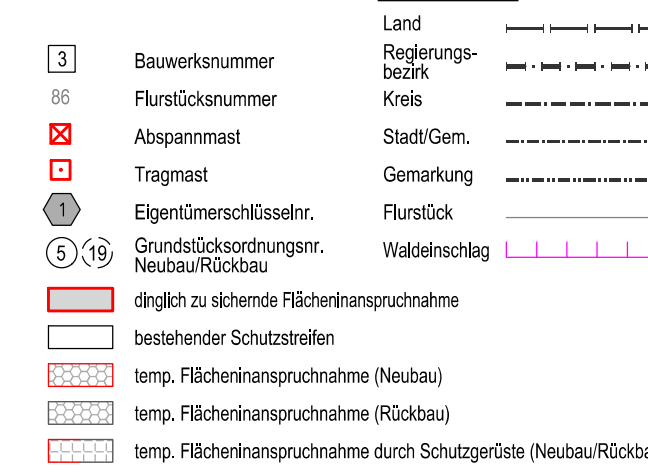 3 Bauwerksnummer
86 Flurstücksnummer
Abspannmast
Tragmast
1 Eigentümerschlüsselnr.
5 19 Grundstücksordnungsnr.
Neubau/Rückbau
dinglich zu sichernde Flächeninanspruchnahme
bestehender Schutzstreifen
temp. Flächeninanspruchnahme (Neubau)
temp. Flächeninanspruchnahme (Rückbau)
temp. Flächeninanspruchnahme durch Schutzgerüste (Neubau/Rückba
Land
Regierungs-
bezirk
Kreis
Stadt/Gem.
Gemarkung
Flurstück
Waldeinschlag